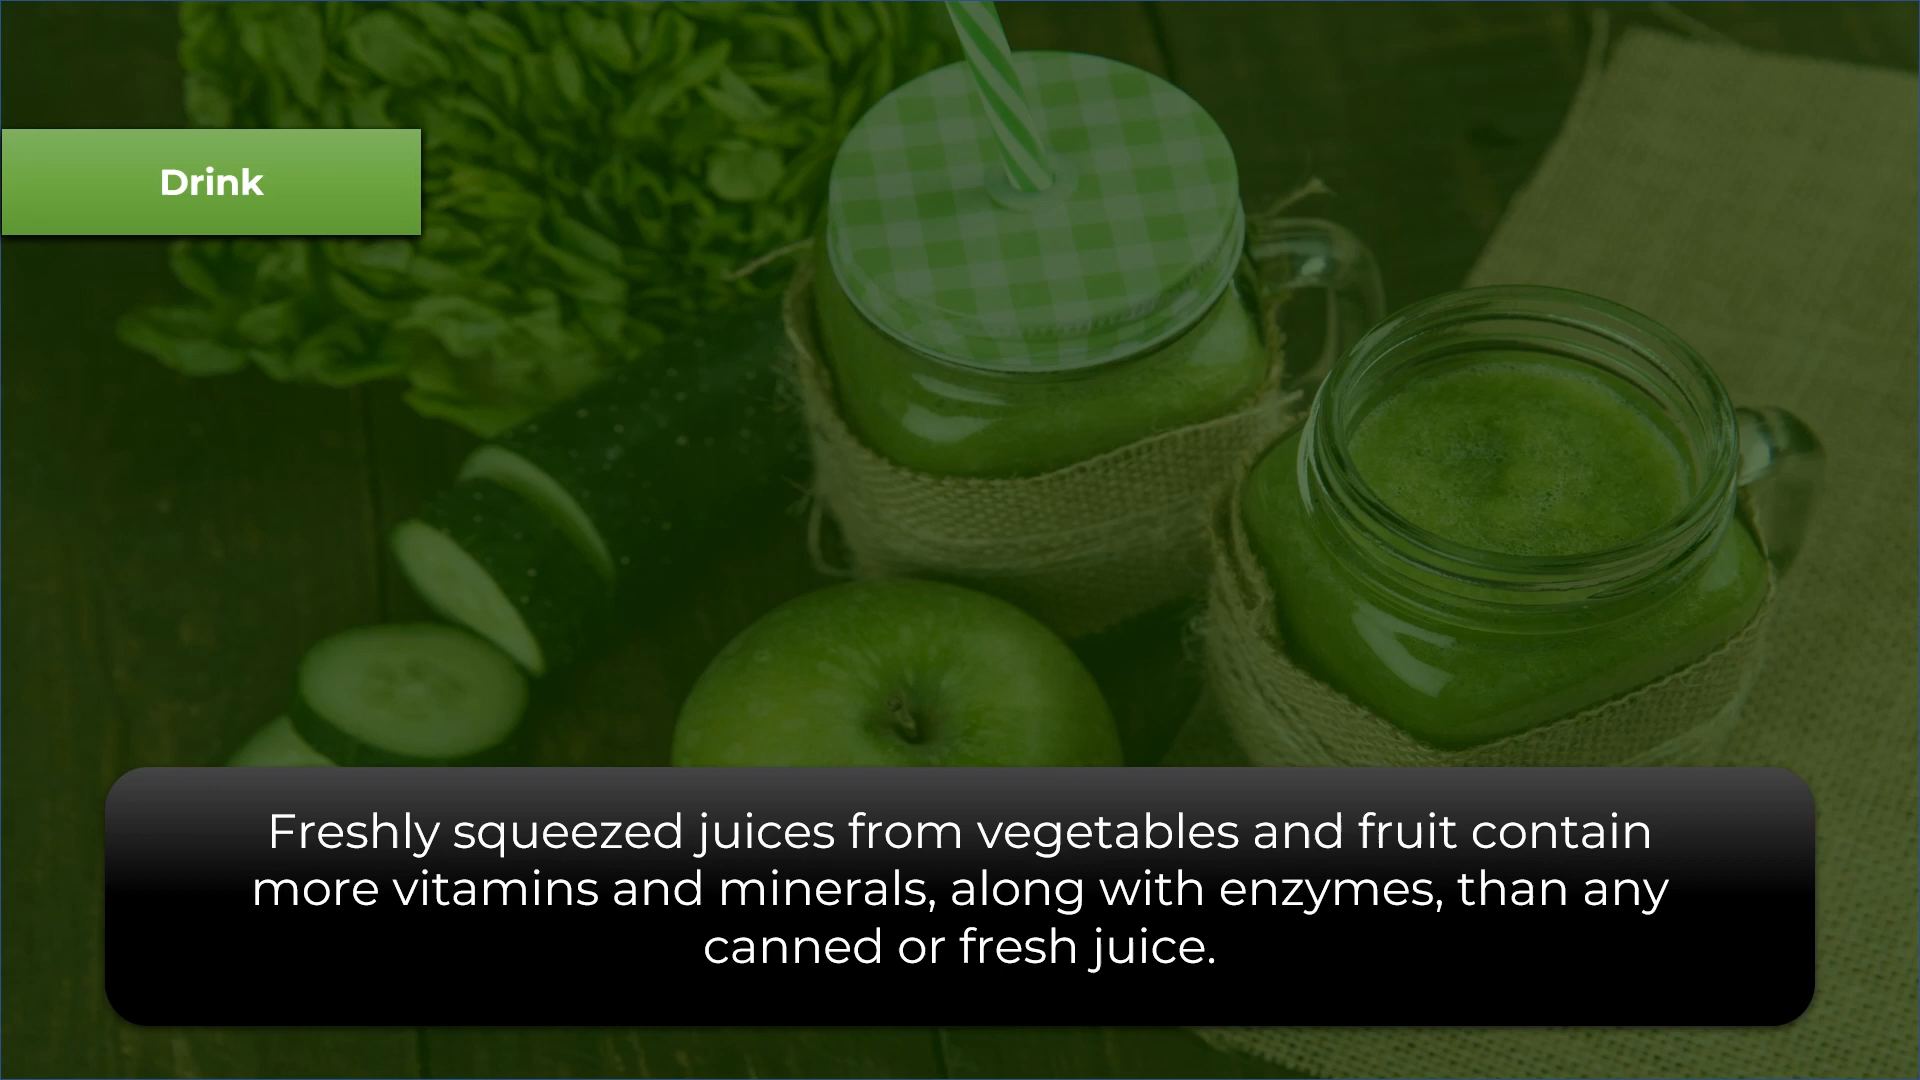 Drink
Freshly squeezed juices from vegetables and fruit contain
more vitamins and minerals, along with enzymes, than any
canned or fresh juice.